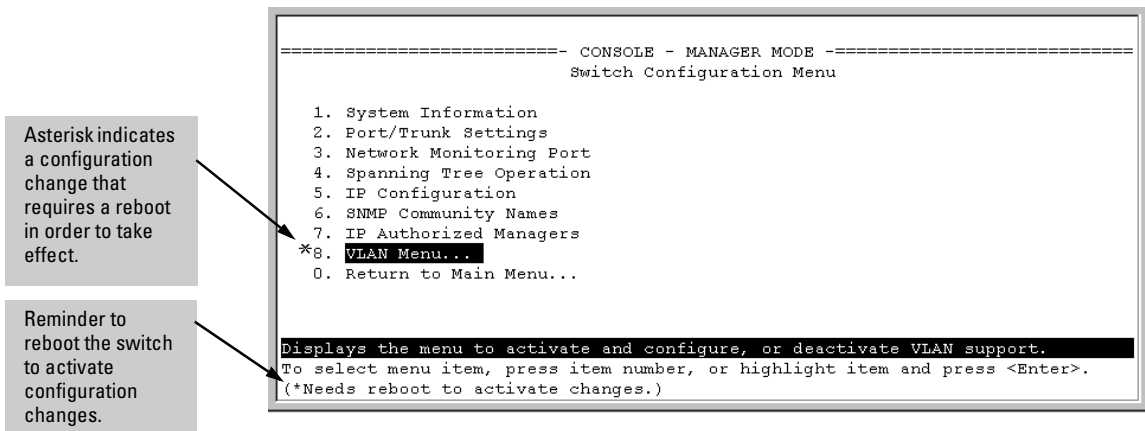 ==========================- CONSOLE - MANAGER MODE -============================
Switch Configuration Menu
1. System Information
2. Port/Trunk Settings
3. Network Monitoring Port
4. Spanning Tree Operation
5. IP Configuration
6. SNMP Community Names
7. IP Authorized Managers
*8. VLAN Menu...
0. Return to Main Menu...
Displays the menu to activate and configure, or deactivate VLAN support.
To select menu item, press item number, or highlight item and press <Enter>.
(*Needs reboot to activate changes.)
Asterisk indicates
a configuration
change that
requires a reboot
in order to take
effect.
Reminder to
reboot the switch
to activate
configuration
changes.